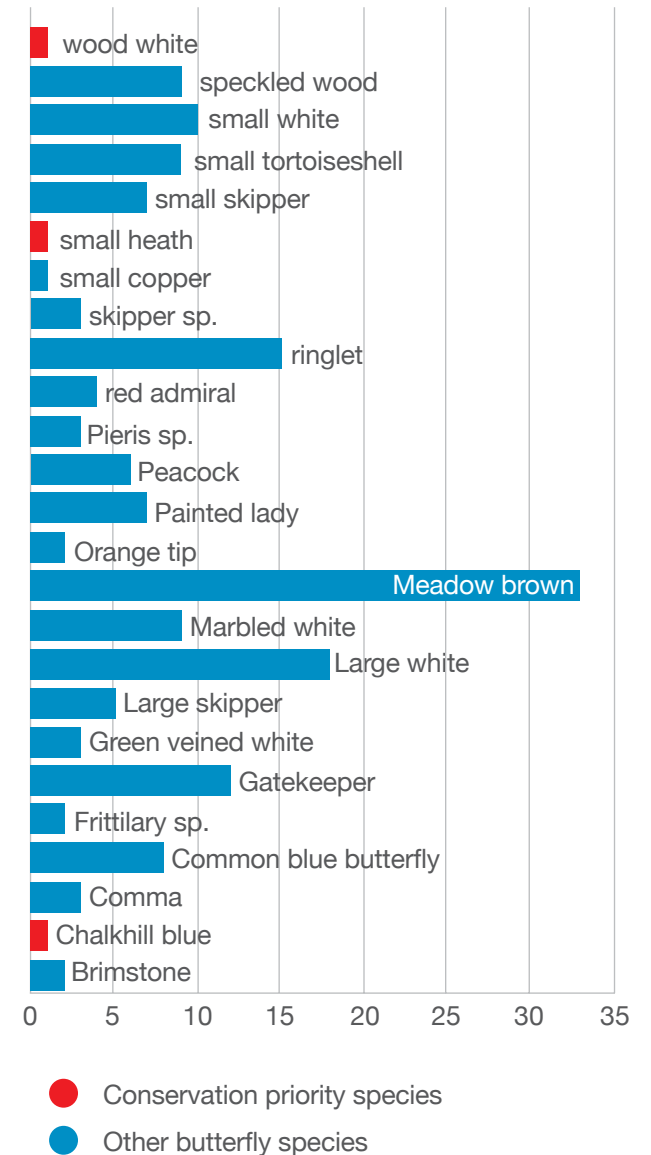 wood white
speckled wood
small white
small tortoiseshell
small skipper
small heath
small copper
skipper sp.
ringlet
red admiral
Pieris sp.
Peacock
Painted lady
Orange tip
Meadow brown
Marbled white
Large white
Large skipper
Green veined white
Gatekeeper
Frittilary sp.
Common blue butterfly
Comma
Chalkhill blue
Brimstone
0 5 10 15 20 25 30 35
Conservation priority species
Other butterfly species